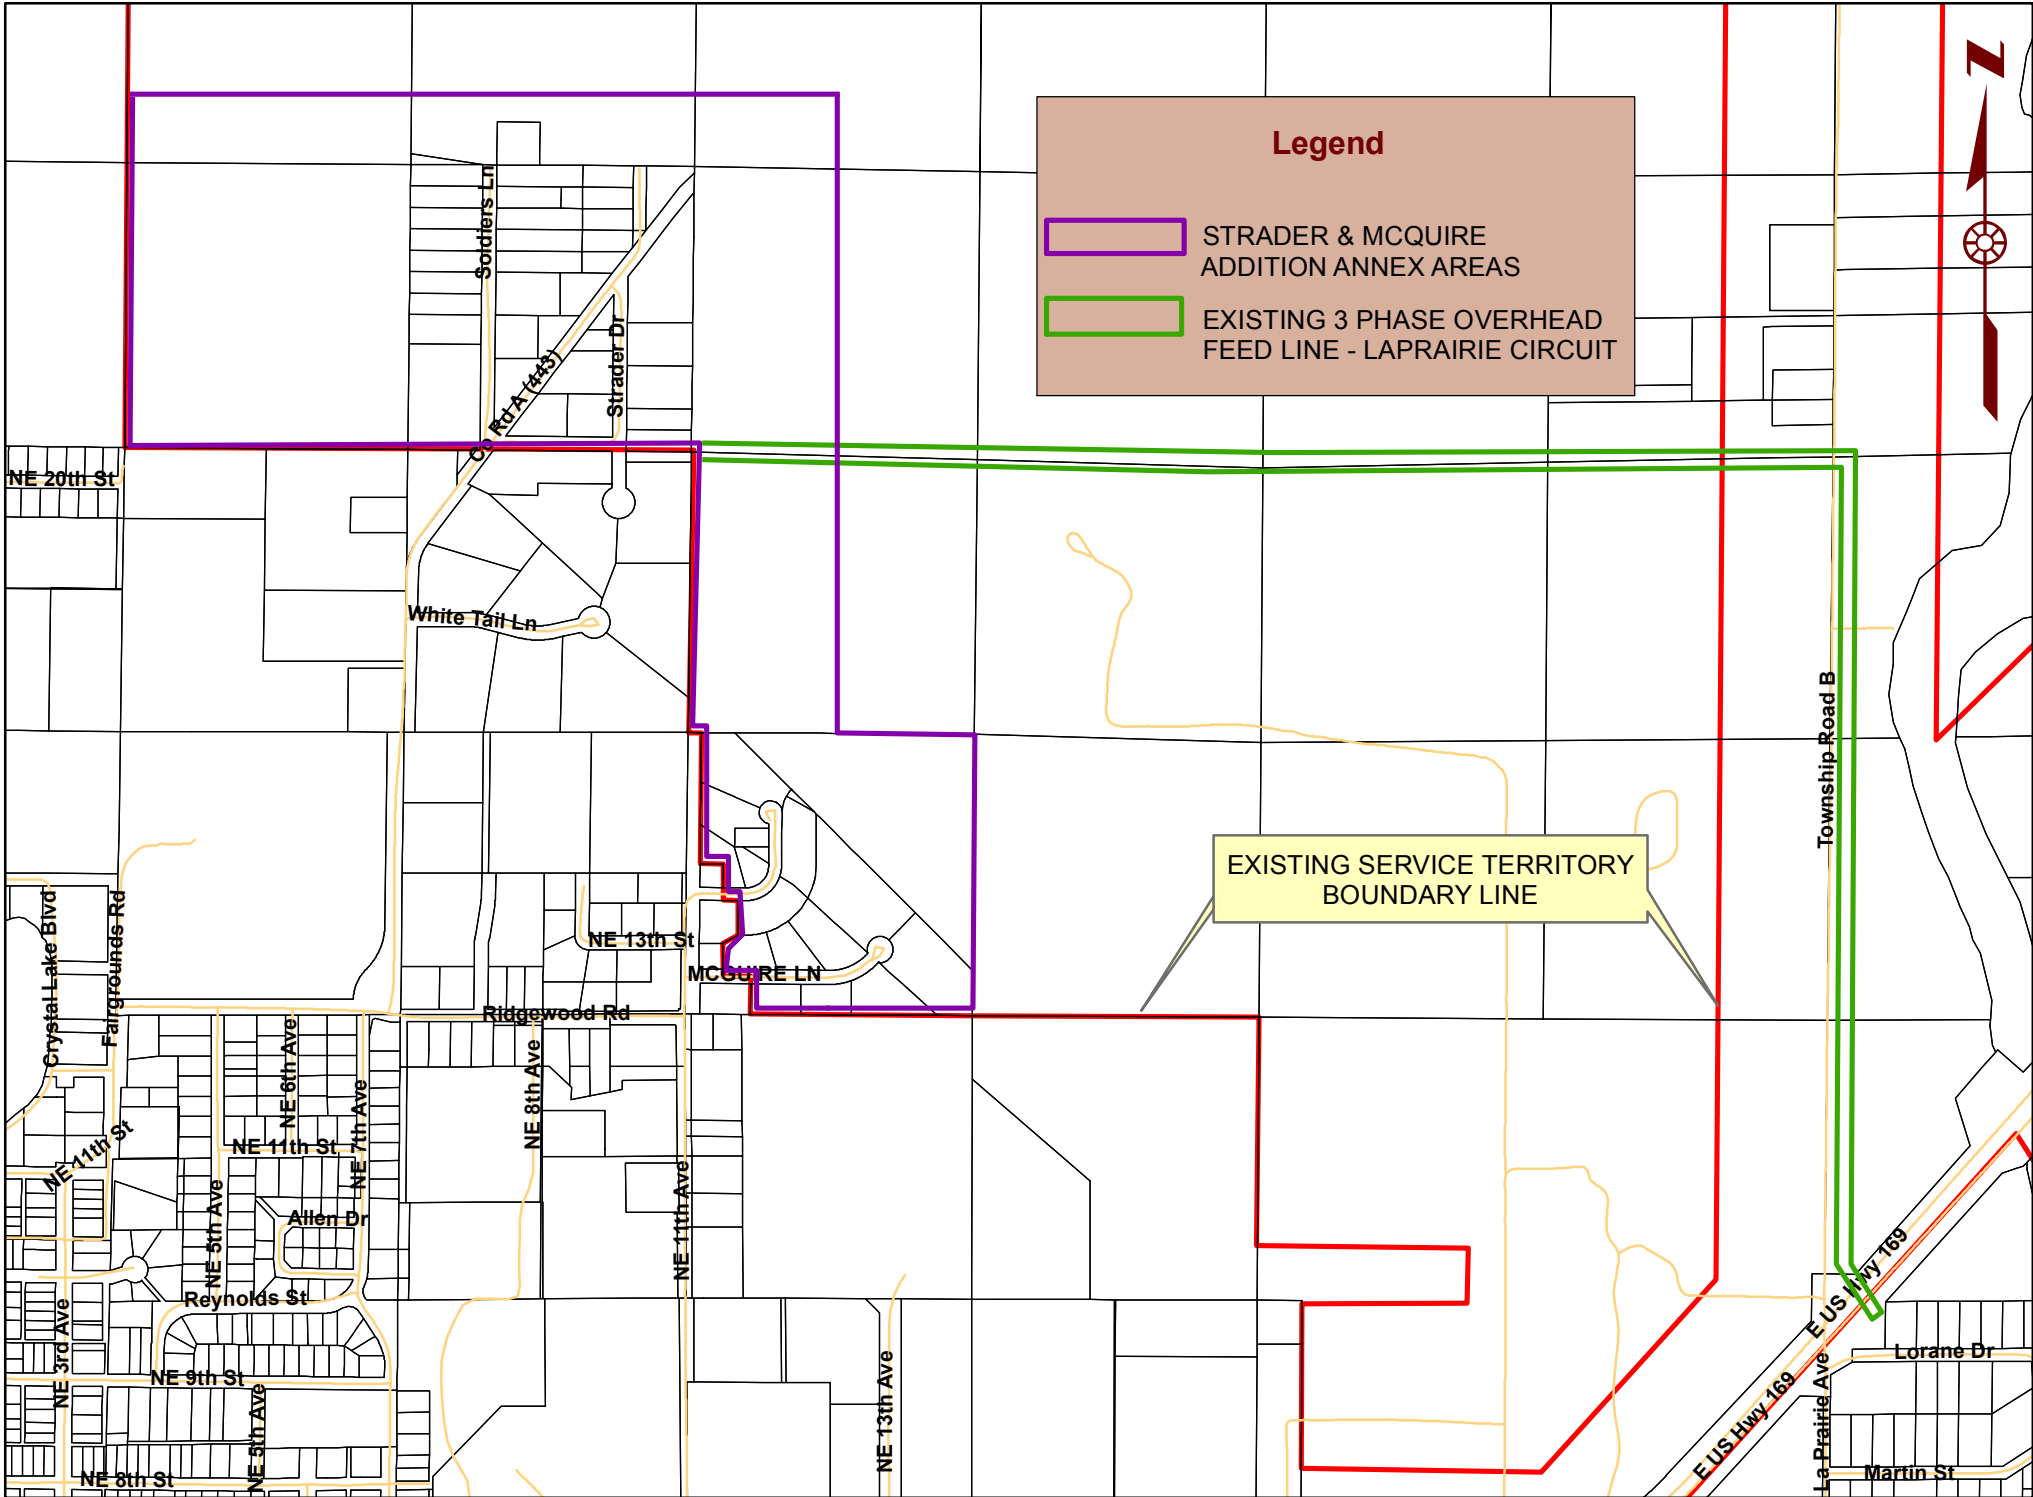 Legend
STRADER & MCQUIRE
ADDITION ANNEX AREAS
EXISTING 3 PHASE OVERHEAD
FEED LINE - LAPRAIRIE CIRCUIT
N
Soldiers Ln
Co Rd A (443)
Strader Dr
NE 20th St
White Tail Ln
Township Road B
EXISTING SERVICE TERRITORY
BOUNDARY LINE
Crystal Lake Blvd
Fairgrounds Rd
NE 13th St
MCGUIRE LN
Ridgewood Rd
NE 6th Ave
NE 7th Ave
NE 8th Ave
NE 11th St
NE 11th St
NE 5th Ave
Allen Dr
NE 11th Ave
Reynolds St
NE 3rd Ave
NE 9th St
NE 5th Ave
NE 8th St
NE 13th Ave
E US Hwy 169
E US Hwy 169
La Prairie Ave
Lorane Dr
Martin St